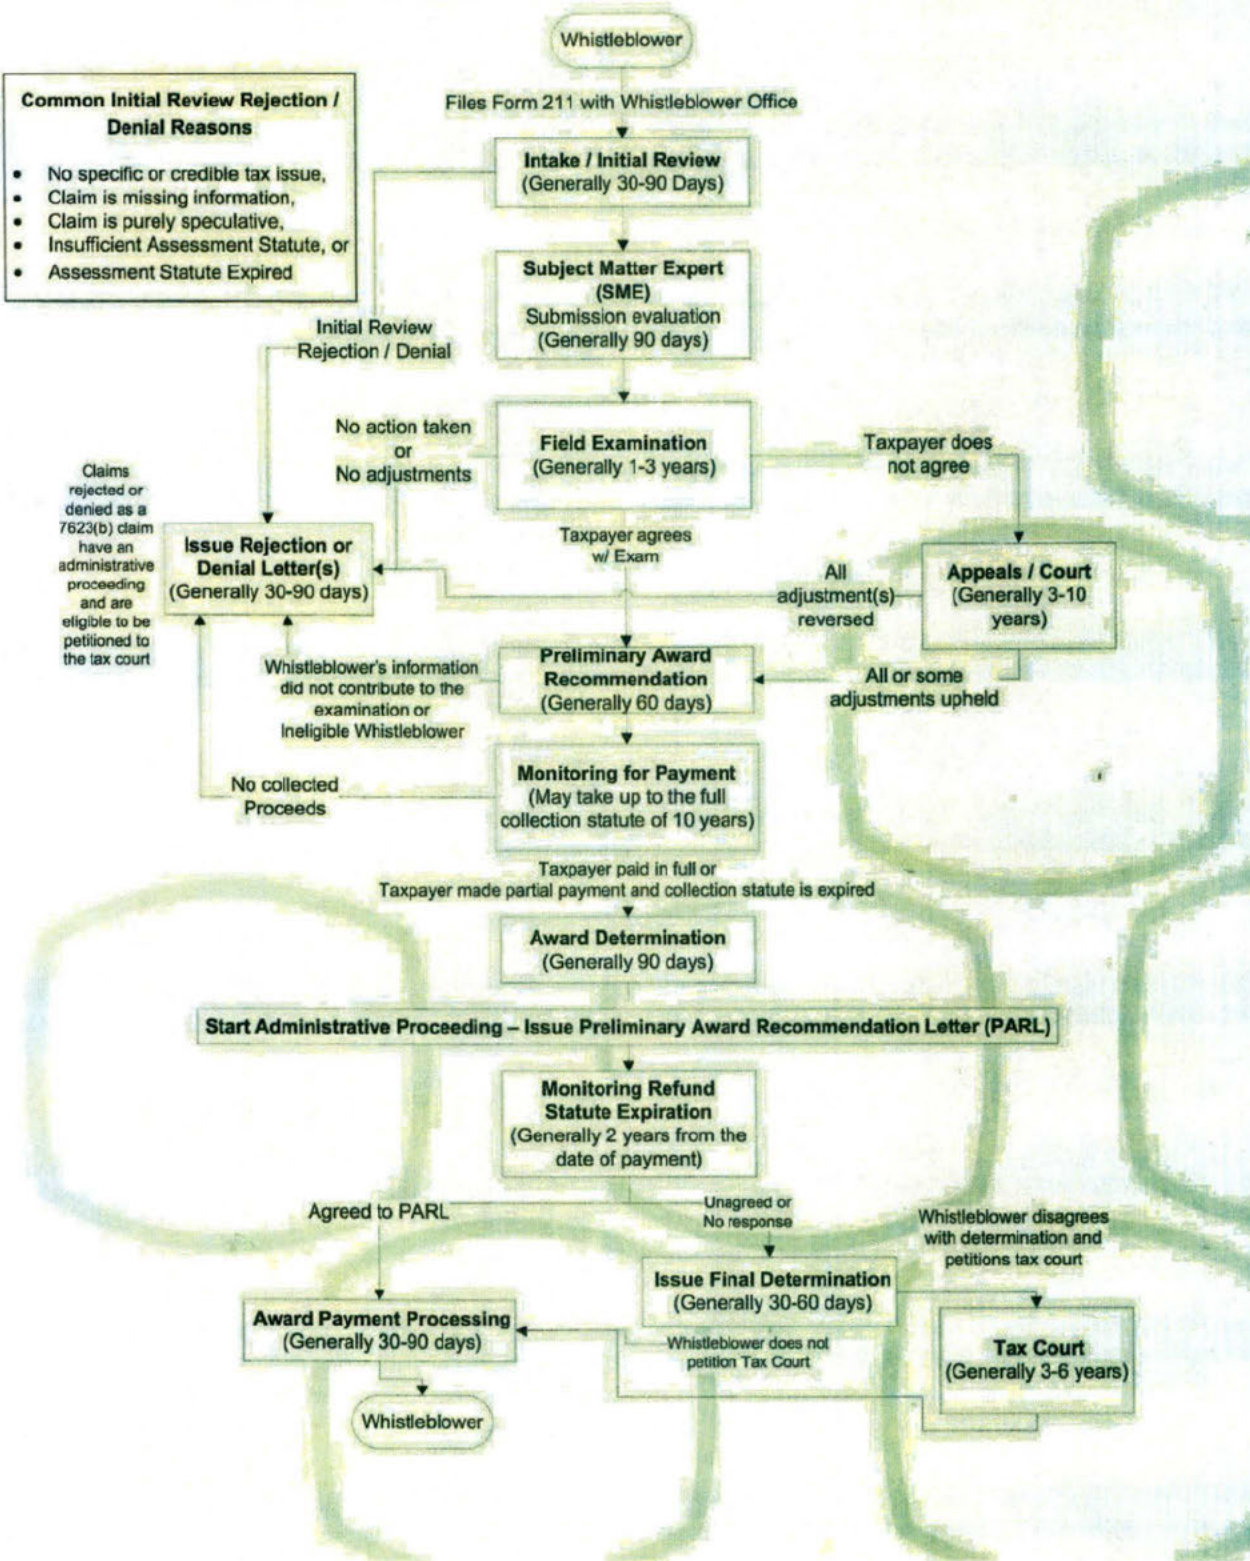 Whistleblower
Files Form 211 with Whistleblower Office
Common Initial Review Rejection /
Denial Reasons
• No specific or credible tax issue,
• Claim is missing information,
• Claim is purely speculative,
• Insufficient Assessment Statute, or
• Assessment Statute Expired
Intake / Initial Review
(Generally 30-90 Days)
Subject Matter Expert
(SME)
Submission evaluation
(Generally 90 days)
Initial Review
Rejection / Denial
No action taken
or
No adjustments
Field Examination
(Generally 1-3 years)
Taxpayer does
not agree
Claims
rejected or
denied as a
7623(b) claim
have an
administrative
proceeding
and are
eligible to be
petitioned to
the tax court
Issue Rejection or
Denial Letter(s)
(Generally 30-90 days)
Taxpayer agrees
w/ Exam
All
adjustment(s)
reversed
Appeals / Court
(Generally 3-10
years)
Whistleblower's information
did not contribute to the
examination or
Ineligible Whistleblower
Preliminary Award
Recommendation
(Generally 60 days)
All or some
adjustments upheld
No collected
Proceeds
Monitoring for Payment
(May take up to the full
collection statute of 10 years)
Taxpayer paid in full or
Taxpayer made partial payment and collection statute is expired
Award Determination
(Generally 90 days)
Start Administrative Proceeding – Issue Preliminary Award Recommendation Letter (PARL)
Monitoring Refund
Statute Expiration
(Generally 2 years from the
date of payment)
Agreed to PARL
Unagreed or
No response
Whistleblower disagrees
with determination and
petitions tax court
Issue Final Determination
(Generally 30-60 days)
Award Payment Processing
(Generally 30-90 days)
Whistleblower does not
petition Tax Court
Tax Court
(Generally 3-6 years)
Whistleblower